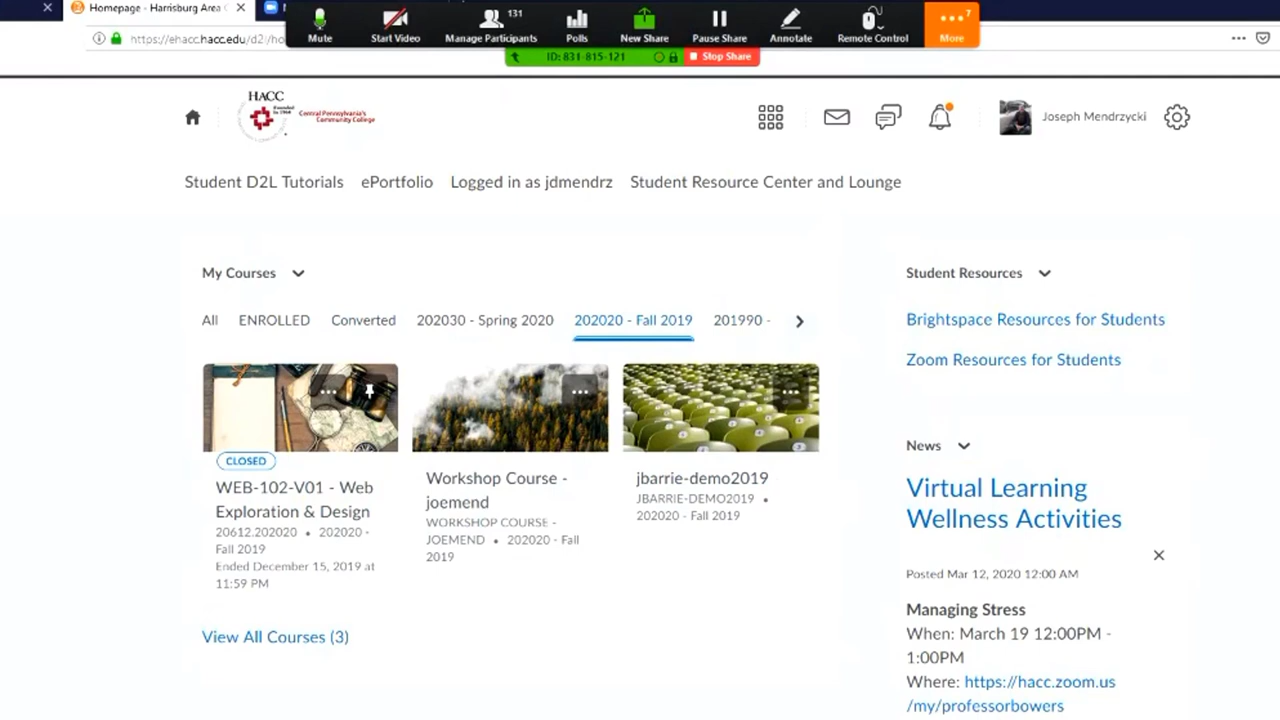 Homepage - Harrisburg Area C
https://ehacc.hacc.edu/d2l/ho
Mute
Start Video
Manage Participants
131
Polls
New Share
Pause Share
Annotate
Remote Control
7
More
ID: 831-815-121
Stop Share
HACC
Central Pennsylvania's
Community College
Joseph Mendrzycki
Student D2L Tutorials
ePortfolio
Logged in as jdmendrz
Student Resource Center and Lounge
My Courses
All
ENROLLED
Converted
202030 - Spring 2020
202020 - Fall 2019
201990 -
CLOSED
WEB-102-V01 - Web
Exploration & Design
20612.202020 • 202020 -
Fall 2019
Ended December 15, 2019 at
11:59 PM
Workshop Course -
joemend
WORKSHOP COURSE -
JOEMEND • 202020 - Fall
2019
jbarrie-demo2019
JBARRIE-DEMO2019 •
202020 - Fall 2019
View All Courses (3)
Student Resources
Brightspace Resources for Students
Zoom Resources for Students
News
Virtual Learning
Wellness Activities
Posted Mar 12, 2020 12:00 AM
Managing Stress
When: March 19 12:00PM -
1:00PM
Where: https://hacc.zoom.us
/my/professorbowers